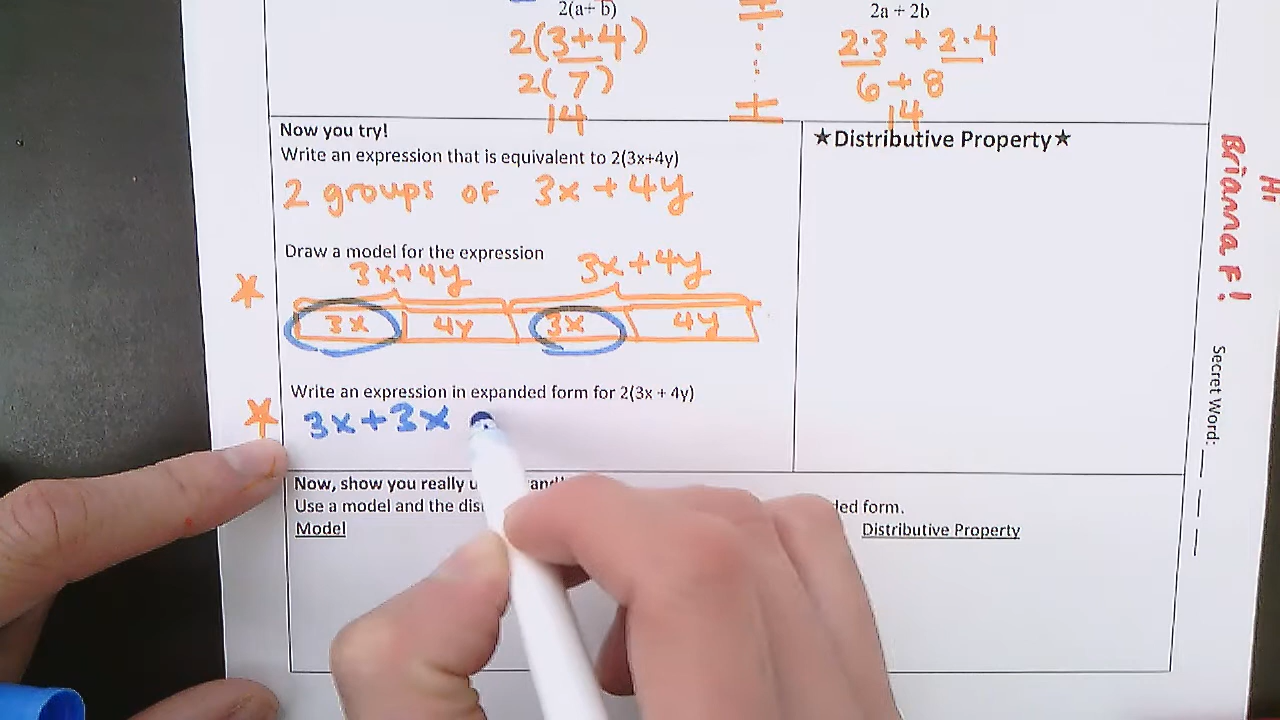 2(a+ b)
2a + 2b
2(3+4)
2·3 + 2·4
2( 7 )
6 + 8
14
14
Now you try!
Write an expression that is equivalent to 2(3x+4y)
2 groups of 3x + 4y
Draw a model for the expression
3x+4y 3x+4y
3x 4y 3x 4y
Write an expression in expanded form for 2(3x + 4y)
3x+3x
★Distributive Property★
Now, show you really
Use a model and the
form.
Model
Distributive Property
Hi
Brianna F!
Secret Word: _ _ _ _